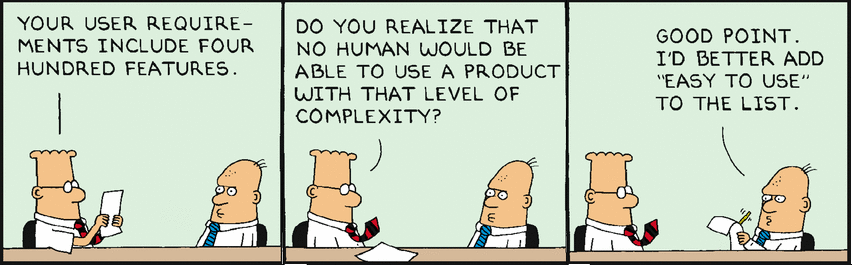 YOUR USER REQUIRE-
MENTS INCLUDE FOUR
HUNDRED FEATURES.
DO YOU REALIZE THAT
NO HUMAN WOULD BE
ABLE TO USE A PRODUCT
WITH THAT LEVEL OF
COMPLEXITY?
GOOD POINT.
I'D BETTER ADD
"EASY TO USE"
TO THE LIST.